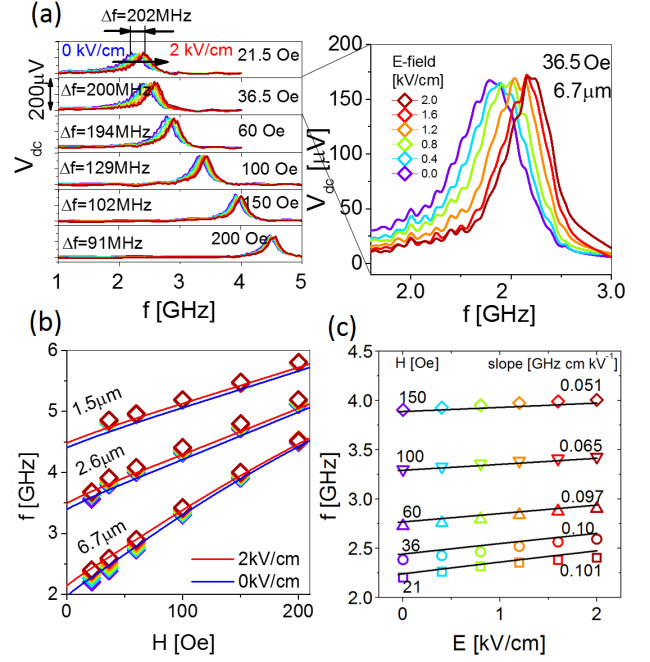 (a)
Δf=202MHz
0 kV/cm
2 kV/cm
21.5 Oe
Δf=200MHz
36.5 Oe
Δf=194MHz
60 Oe
Δf=129MHz
100 Oe
Δf=102MHz
150 Oe
Δf=91MHz
200 Oe
200μV
V_dc
1 2 3 4 5
f [GHz]
200
150
100
50
0
V_dc [μV]
E-field
[kV/cm]
2.0
1.6
1.2
0.8
0.4
0.0
36.5 Oe
6.7μm
2.0 2.5 3.0
f [GHz]
(b)
6
5
4
3
2
f [GHz]
1.5μm
2.6μm
6.7μm
2kV/cm
0kV/cm
0 100 200
H [Oe]
(c)
4.5
4.0
3.5
3.0
2.5
2.0
f [GHz]
H [Oe]
slope [GHz cm kV⁻¹]
150
0.051
100
0.065
60
0.097
36
0.10
21
0.101
0 1 2
E [kV/cm]